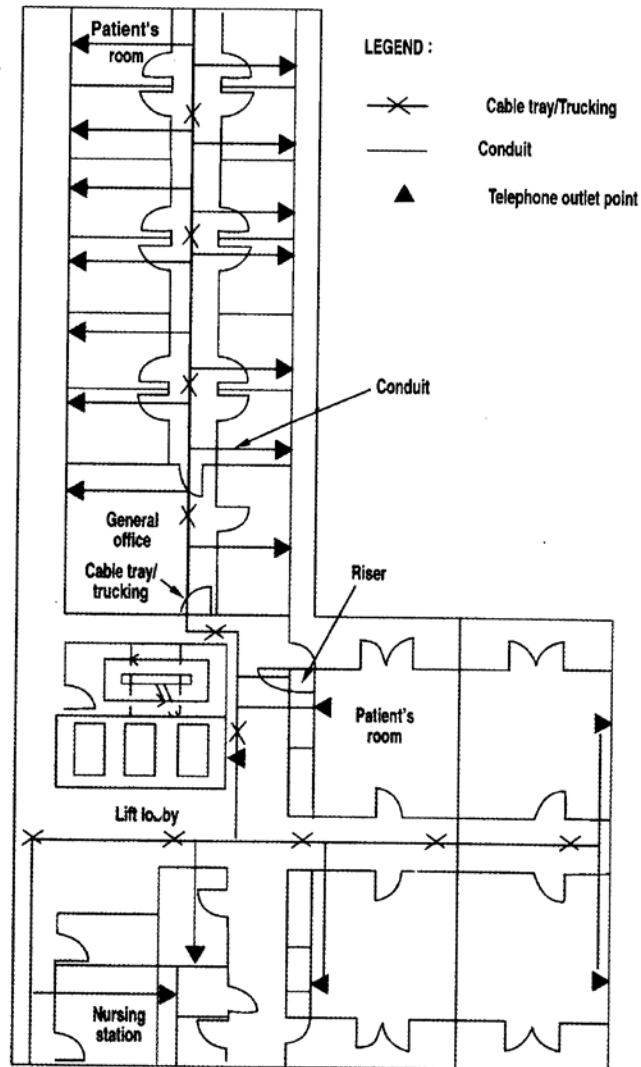 Patient's
room
LEGEND :
Cable tray/Trucking
Conduit
Telephone outlet point
Conduit
General
office
Cable tray/
trucking
Riser
Patient's
room
Lift lobby
Nursing
station